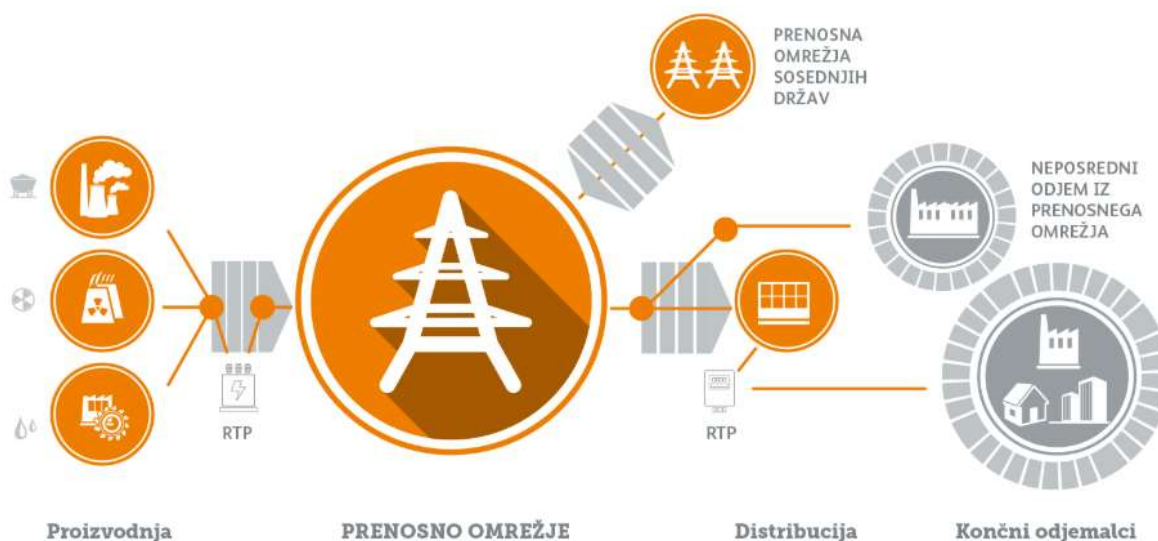 PRENOSNA
OMREŽJA
SOSEDNJIH
DRŽAV
NEPOSREDNI
ODJEM IZ
PRENOSNEGA
OMREŽJA
RTP
RTP
Proizvodnja
PRENOSNO OMREŽJE
Distribucija
Končni odjemalci